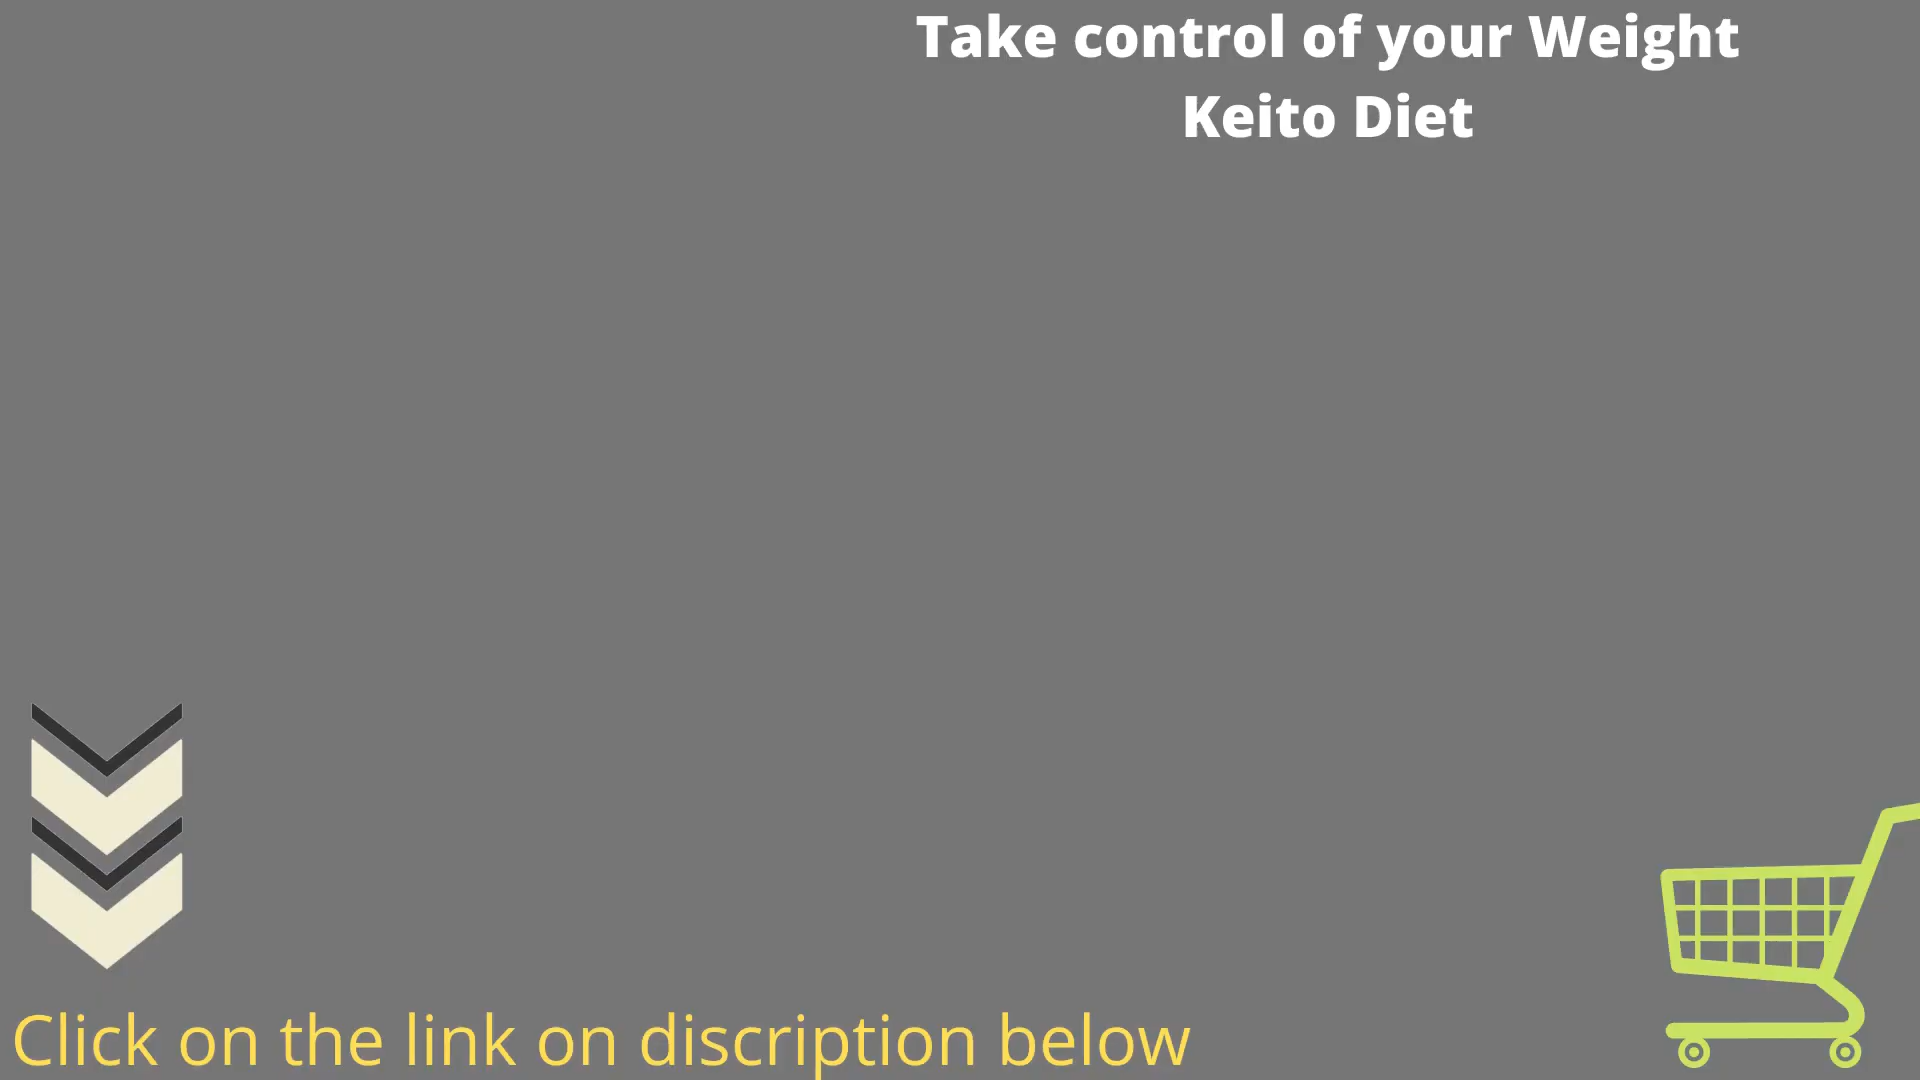 Take control of your Weight
Keito Diet
Click on the link on discription below